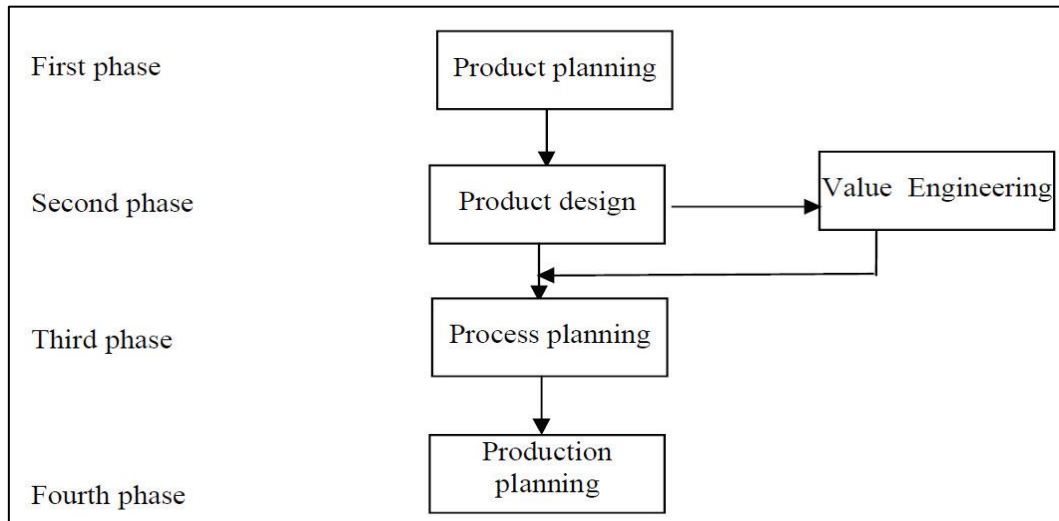 First phase
Product planning
Second phase
Product design
Value Engineering
Third phase
Process planning
Production
planning
Fourth phase